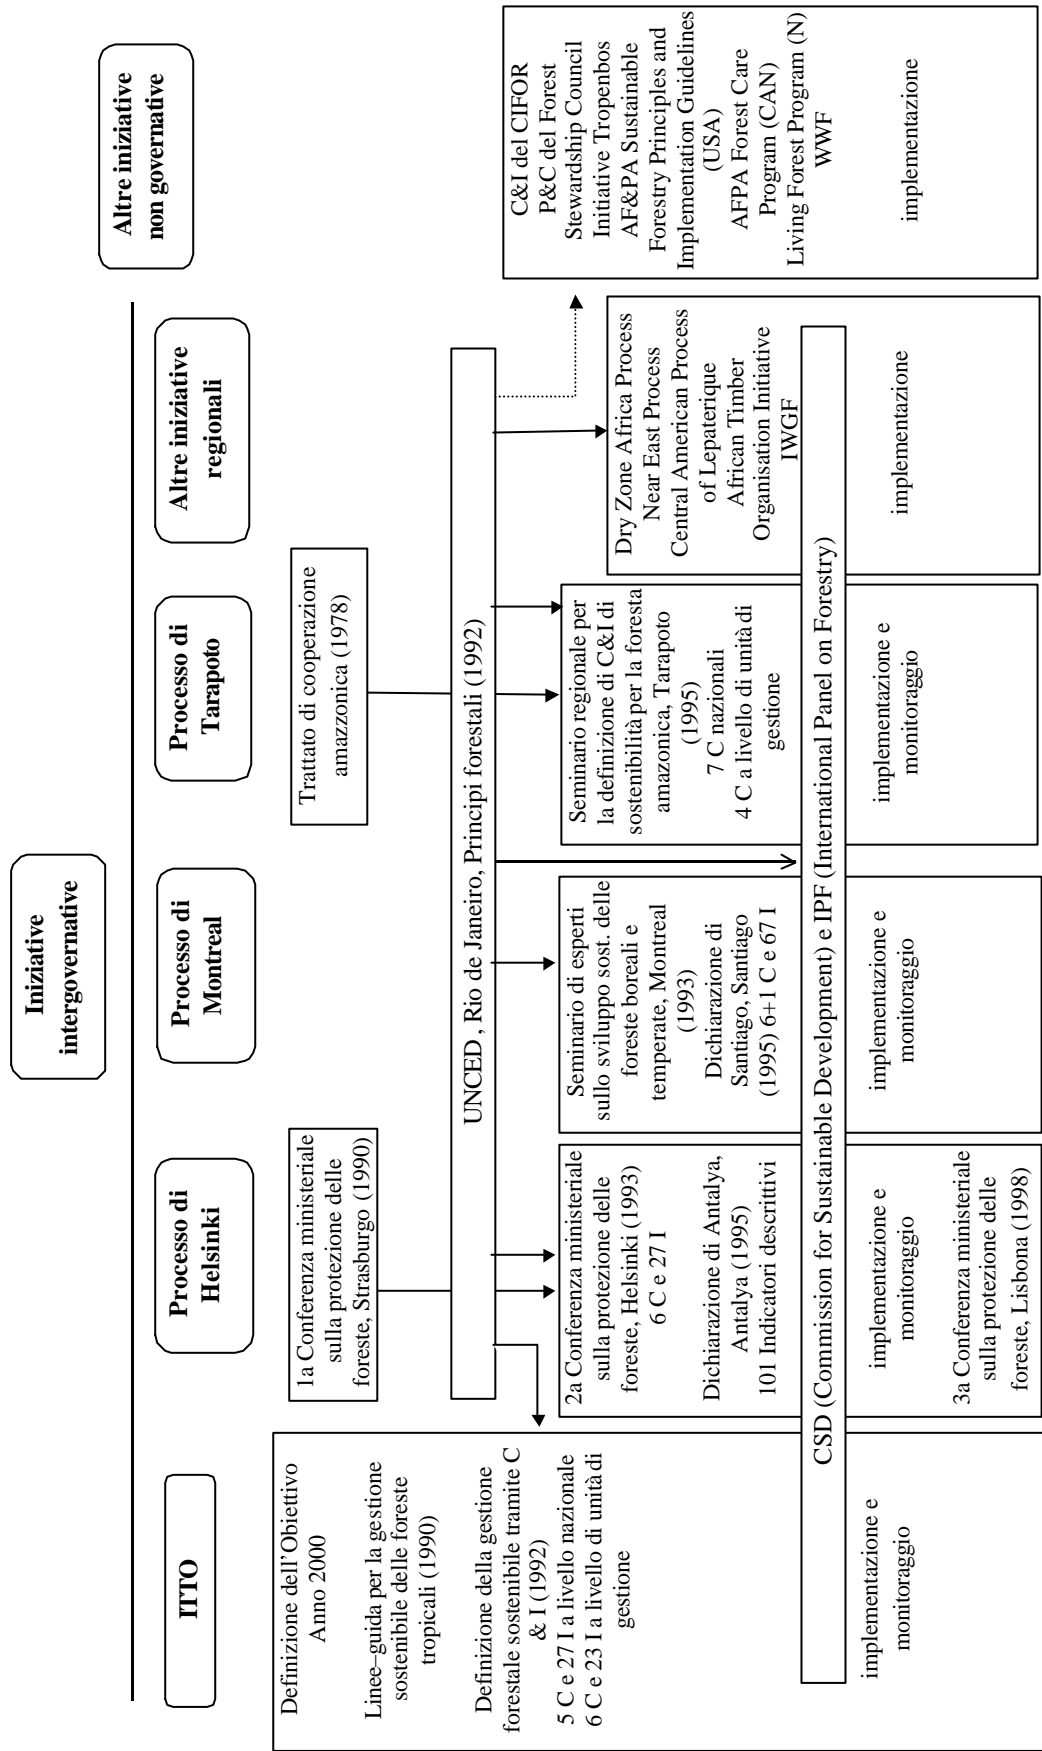 Iniziative
intergovernative
Altre iniziative
non governative
ITTO
Processo di
Helsinki
Processo di
Montreal
Processo di
Tarapoto
Altre iniziative
regionali
Definizione dell'Obiettivo
Anno 2000
Linee–guida per la gestione
sostenibile delle foreste
tropicali (1990)
Definizione della gestione
forestale sostenibile tramite C
& I (1992)
5 C e 27 I a livello nazionale
6 C e 23 I a livello di unità di
gestione
implementazione e
monitoraggio
1a Conferenza ministeriale
sulla protezione delle
foreste, Strasburgo (1990)
Trattato di cooperazione
amazonica (1978)
UNCED , Rio de Janeiro, Principi forestali (1992)
2a Conferenza ministeriale
sulla protezione delle
foreste, Helsinki (1993)
6 C e 27 I
Dichiarazione di Antalya,
Antalya (1995)
101 Indicatori descrittivi
implementazione e
monitoraggio
3a Conferenza ministeriale
sulla protezione delle
foreste, Lisbona (1998)
Seminario di esperti
sullo sviluppo sost. delle
foreste boreali e
temperate, Montreal
(1993)
Dichiarazione di
Santiago, Santiago
(1995) 6+1 C e 67 I
implementazione e
monitoraggio
Seminario regionale per
la definizione di C&I di
sostenibilità per la foresta
amazonica, Tarapoto
(1995)
7 C nazionali
4 C a livello di unità di
gestione
implementazione e
monitoraggio
Dry Zone Africa Process
Near East Process
Central American Process
of Lepaterique
African Timber
Organisation Initiative
IWGF
implementazione
C&I del CIFOR
P&C del Forest
Stewardship Council
Initiative Tropenbos
AF&PA Sustainable
Forestry Principles and
Implementation Guidelines
(USA)
AFPA Forest Care
Program (CAN)
Living Forest Program (N)
WWF
implementazione
CSD (Commission for Sustainable Development) e IPF (International Panel on Forestry)